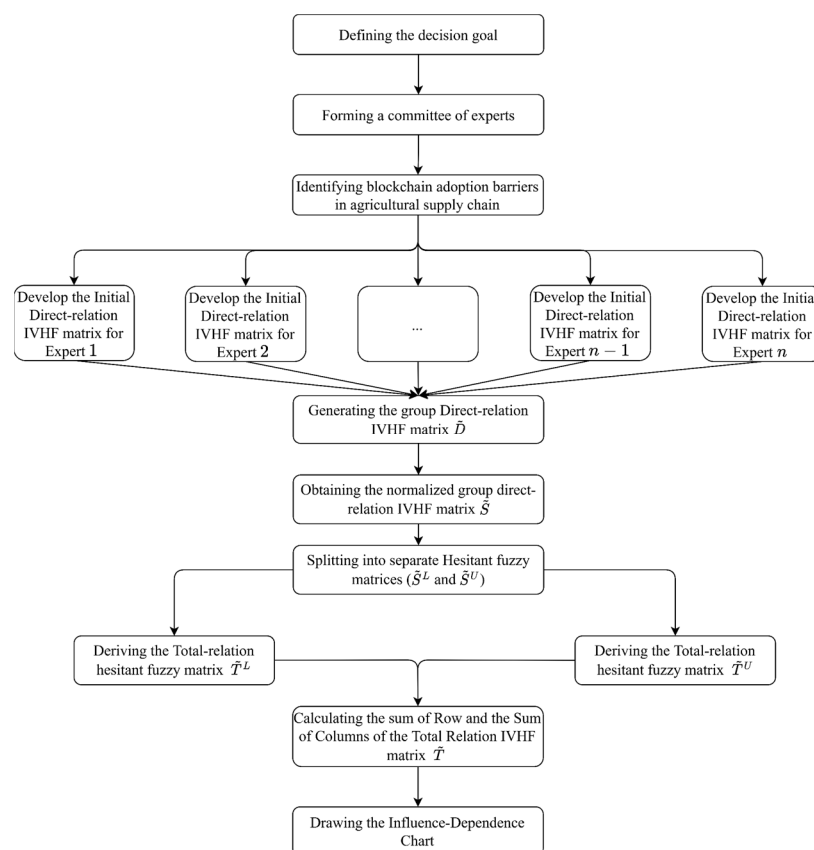 Defining the decision goal
Forming a committee of experts
Identifying blockchain adoption barriers
in agricultural supply chain
Develop the Initial
Direct-relation
IVHF matrix for
Expert 1
Develop the Initial
Direct-relation
IVHF matrix for
Expert 2
...
Develop the Initial
Direct-relation
IVHF matrix for
Expert n − 1
Develop the Initial
Direct-relation
IVHF matrix for
Expert n
Generating the group Direct-relation
IVHF matrix D̃
Obtaining the normalized group direct-
relation IVHF matrix S̃
Splitting into separate Hesitant fuzzy
matrices (S̃ᴸ and S̃ᵁ)
Deriving the Total-relation
hesitant fuzzy matrix T̃ᴸ
Deriving the Total-relation
hesitant fuzzy matrix T̃ᵁ
Calculating the sum of Row and the Sum
of Columns of the Total Relation IVHF
matrix T̃
Drawing the Influence-Dependence
Chart